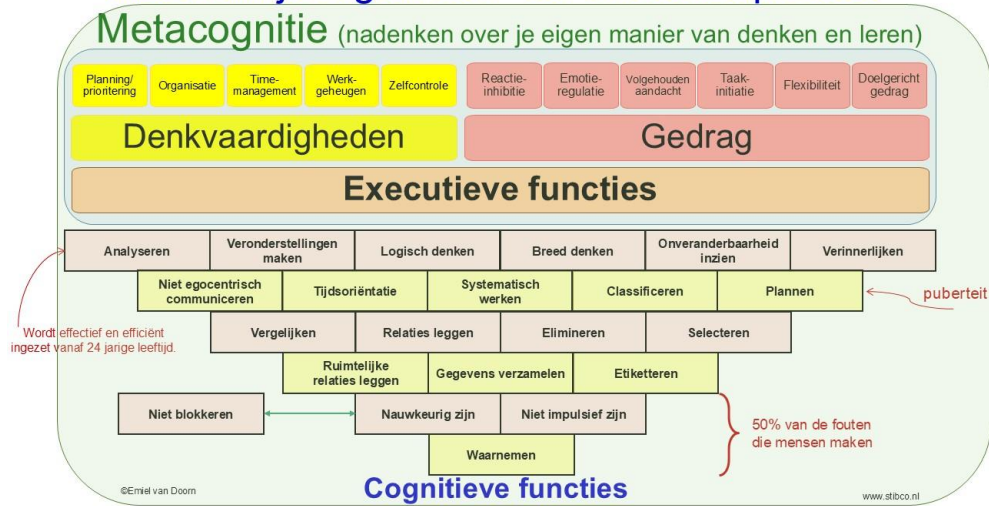 Metacognitie (nadenken over je eigen manier van denken en leren)
Planning/
prioritering
Organisatie
Time-
management
Werk-
geheugen
Zelfcontrole
Reactie-
inhibitie
Emotie-
regulatie
Volgehouden
aandacht
Taak-
initiatie
Flexibiliteit
Doelgericht
gedrag
Denkvaardigheden
Gedrag
Executieve functies
Analyseren
Veronderstellingen
maken
Logisch denken
Breed denken
Onveranderbaarheid
inzien
Verinnerlijken
Niet egocentrisch
communiceren
Tijdsoriëntatie
Systematisch
werken
Classificeren
Plannen
puberteit
Wordt effectief en efficiënt
ingezet vanaf 24 jarige leeftijd.
Vergelijken
Relaties leggen
Elimineren
Selecteren
Ruimtelijke
relaties leggen
Gegevens verzamelen
Etiketteren
Niet blokkeren
Nauwkeurig zijn
Niet impulsief zijn
50% van de fouten
die mensen maken
Waarnemen
Cognitieve functies
©Emiel van Doorn
www.stibco.nl